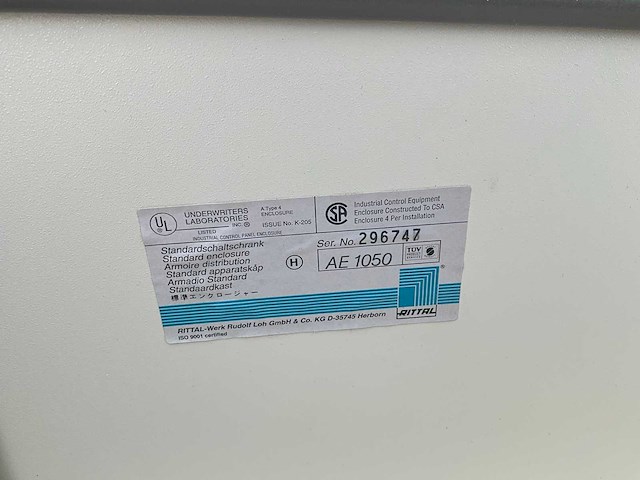 UL
UNDERWRITERS
LABORATORIES
INC.®
LISTED
INDUSTRIAL CONTROL PANEL ENCLOSURE
A Type 4
ENCLOSURE
ISSUE No. K-205
Industrial Control Equipment
Enclosure Constructed To CSA
Enclosure 4 Per Installation
Standardschaltschrank
Standard enclosure
Armoire distribution
Standard apparatskåp
Armadio Standard
Standaardkast
標準エンクロージャー
H
Ser. No. 296747
AE 1050
TÜV
RITTAL
RITTAL-Werk Rudolf Loh GmbH & Co. KG D-35745 Herborn
ISO 9001 certified